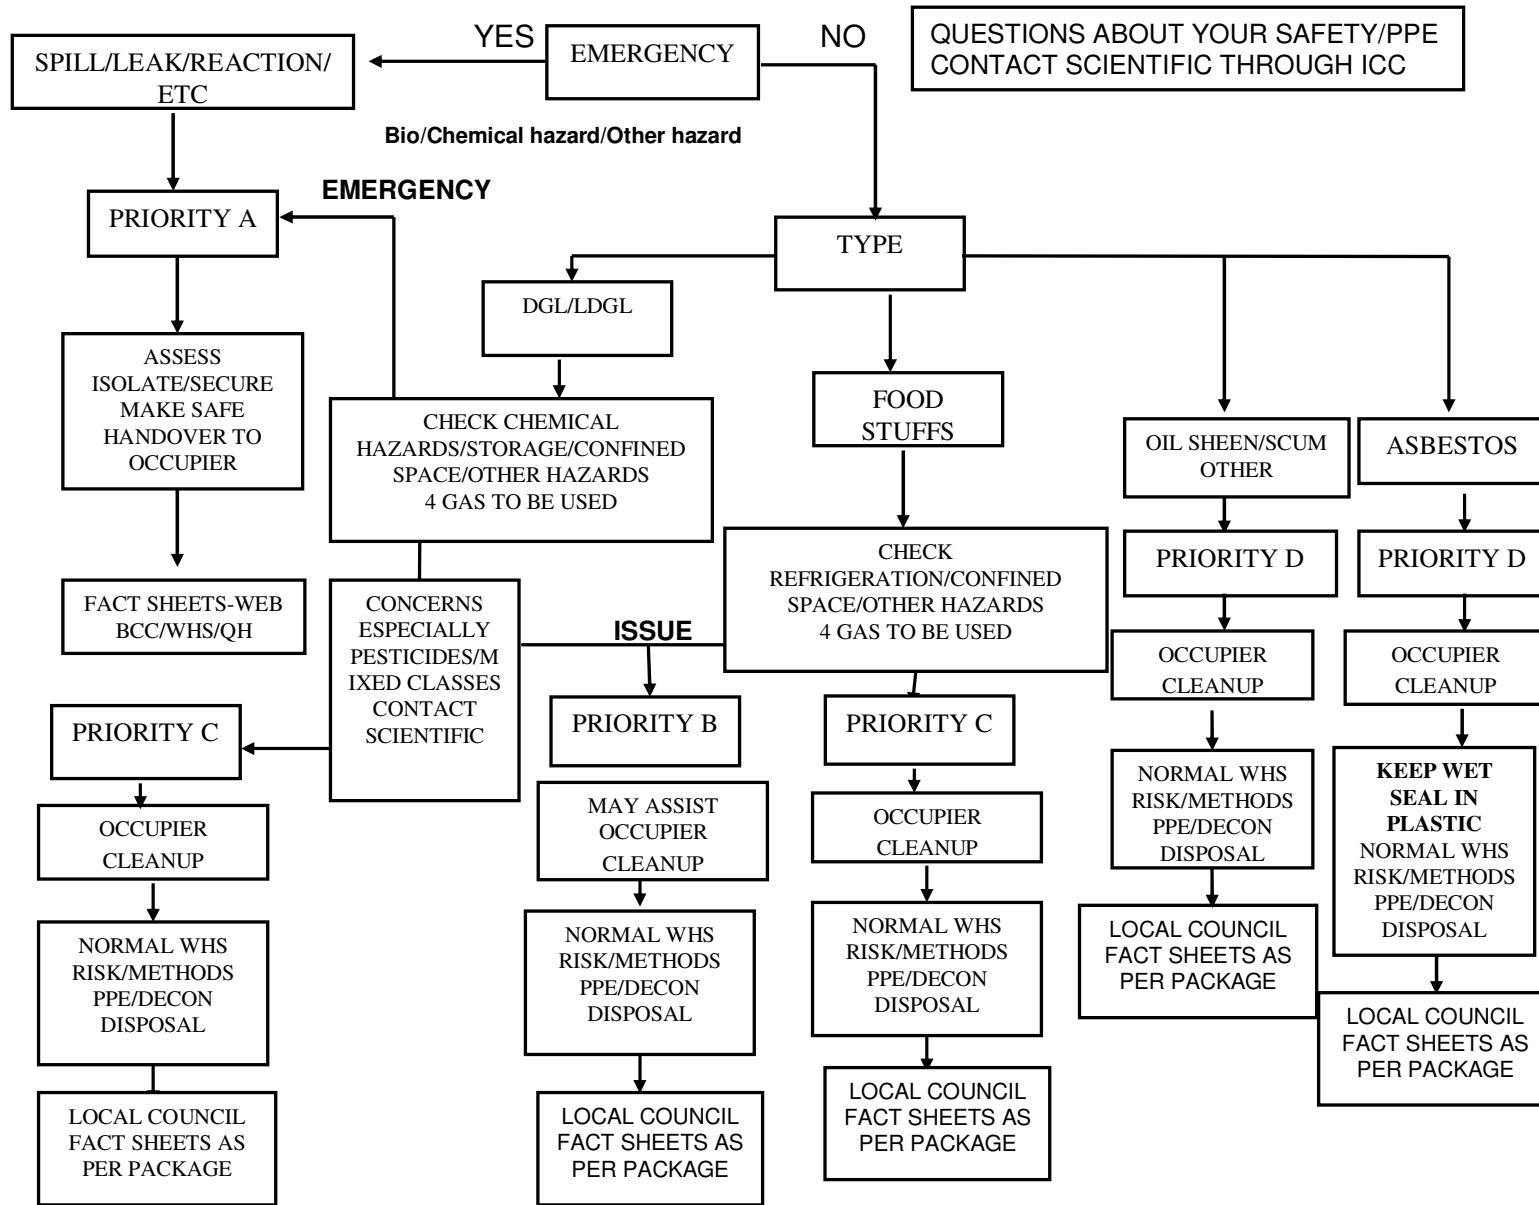 YES
EMERGENCY
NO
QUESTIONS ABOUT YOUR SAFETY/PPE
CONTACT SCIENTIFIC THROUGH ICC
SPILL/LEAK/REACTION/
ETC
Bio/Chemical hazard/Other hazard
EMERGENCY
PRIORITY A
TYPE
DGL/LDGL
ASSESS
ISOLATE/SECURE
MAKE SAFE
HANDOVER TO
OCCUPIER
CHECK CHEMICAL
HAZARDS/STORAGE/CONFINED
SPACE/OTHER HAZARDS
4 GAS TO BE USED
FOOD
STUFFS
OIL SHEEN/SCUM
OTHER
ASBESTOS
CHECK
REFRIGERATION/CONFINED
SPACE/OTHER HAZARDS
4 GAS TO BE USED
PRIORITY D
PRIORITY D
FACT SHEETS-WEB
BCC/WHS/QH
CONCERNS
ESPECIALLY
PESTICIDES/M
IXED CLASSES
CONTACT
SCIENTIFIC
ISSUE
OCCUPIER
CLEANUP
OCCUPIER
CLEANUP
PRIORITY C
PRIORITY B
PRIORITY C
NORMAL WHS
RISK/METHODS
PPE/DECON
DISPOSAL
KEEP WET
SEAL IN
PLASTIC
NORMAL WHS
RISK/METHODS
PPE/DECON
DISPOSAL
OCCUPIER
CLEANUP
MAY ASSIST
OCCUPIER
CLEANUP
OCCUPIER
CLEANUP
NORMAL WHS
RISK/METHODS
PPE/DECON
DISPOSAL
NORMAL WHS
RISK/METHODS
PPE/DECON
DISPOSAL
NORMAL WHS
RISK/METHODS
PPE/DECON
DISPOSAL
LOCAL COUNCIL
FACT SHEETS AS
PER PACKAGE
LOCAL COUNCIL
FACT SHEETS AS
PER PACKAGE
LOCAL COUNCIL
FACT SHEETS AS
PER PACKAGE
LOCAL COUNCIL
FACT SHEETS AS
PER PACKAGE
LOCAL COUNCIL
FACT SHEETS AS
PER PACKAGE